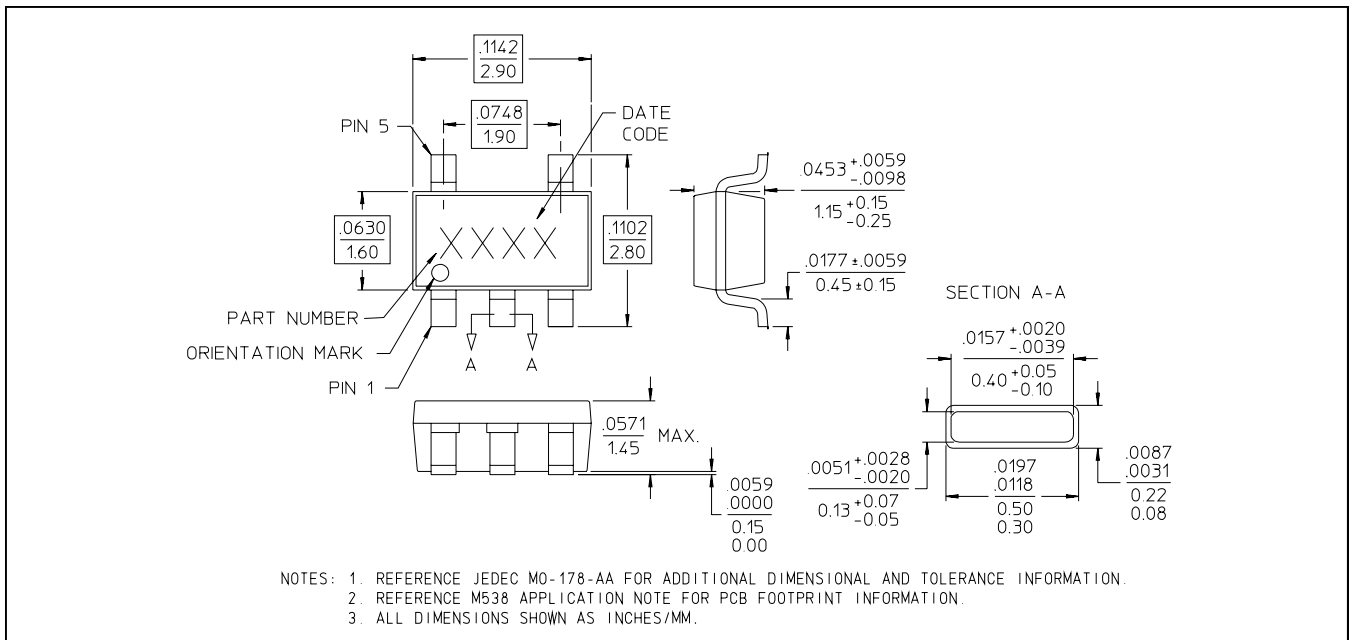 .1142
2.90
.0748
1.90
PIN 5
DATE
CODE
.0630
1.60
XXXX
.1102
2.80
PART NUMBER
ORIENTATION MARK
PIN 1
A A
.0453 +.0059
-.0098
1.15 +0.15
-0.25
.0177 ±.0059
0.45 ±0.15
SECTION A-A
.0157 +.0020
-.0039
0.40 +0.05
-0.10
.0571
1.45
MAX.
.0059
.0000
0.15
0.00
.0051 +.0028
-.0020
0.13 +0.07
-0.05
.0197
.0118
0.50
0.30
.0087
.0031
0.22
0.08
NOTES: 1. REFERENCE JEDEC MO-178-AA FOR ADDITIONAL DIMENSIONAL AND TOLERANCE INFORMATION.
2. REFERENCE M538 APPLICATION NOTE FOR PCB FOOTPRINT INFORMATION.
3. ALL DIMENSIONS SHOWN AS INCHES/MM.